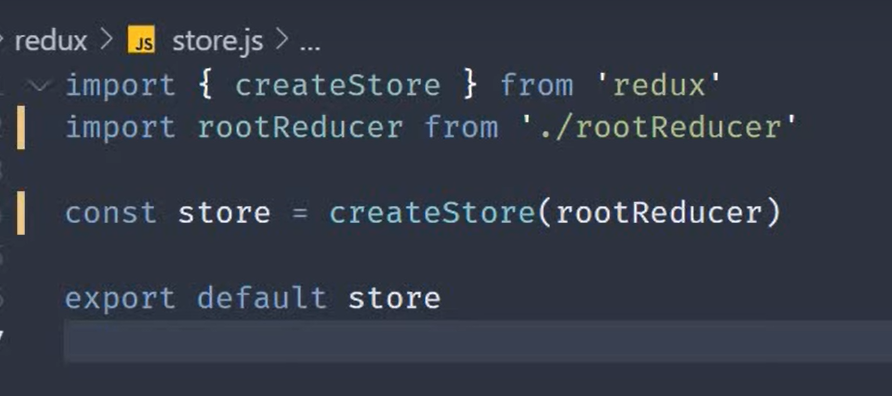 redux > JS store.js > ...
import { createStore } from 'redux'
import rootReducer from './rootReducer'
const store = createStore(rootReducer)
export default store